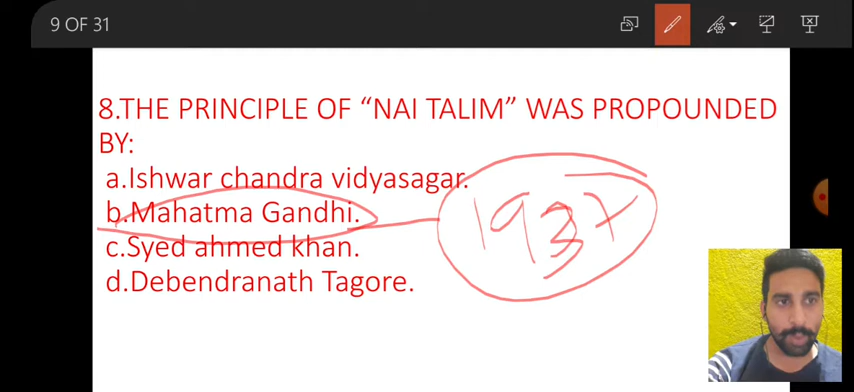 9 OF 31
8.THE PRINCIPLE OF “NAI TALIM” WAS PROPOUNDED
BY:
a.Ishwar chandra vidyasagar.
b.Mahatma Gandhi.
c.Syed ahmed khan.
d.Debendranath Tagore.
1937